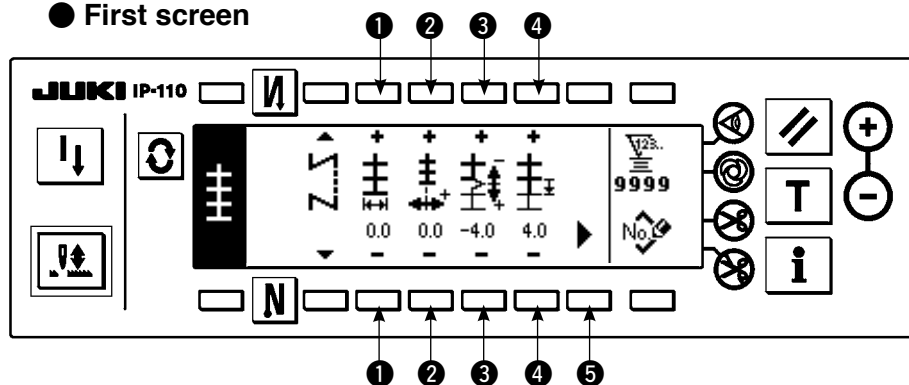 ● First screen
❶ ❷ ❸ ❹
JUKI IP-110
N
+ + + +
123..
9999
0.0 0.0 -4.0 4.0
No.
− − − −
N
T
i
+
−
❶ ❷ ❸ ❹ ❺